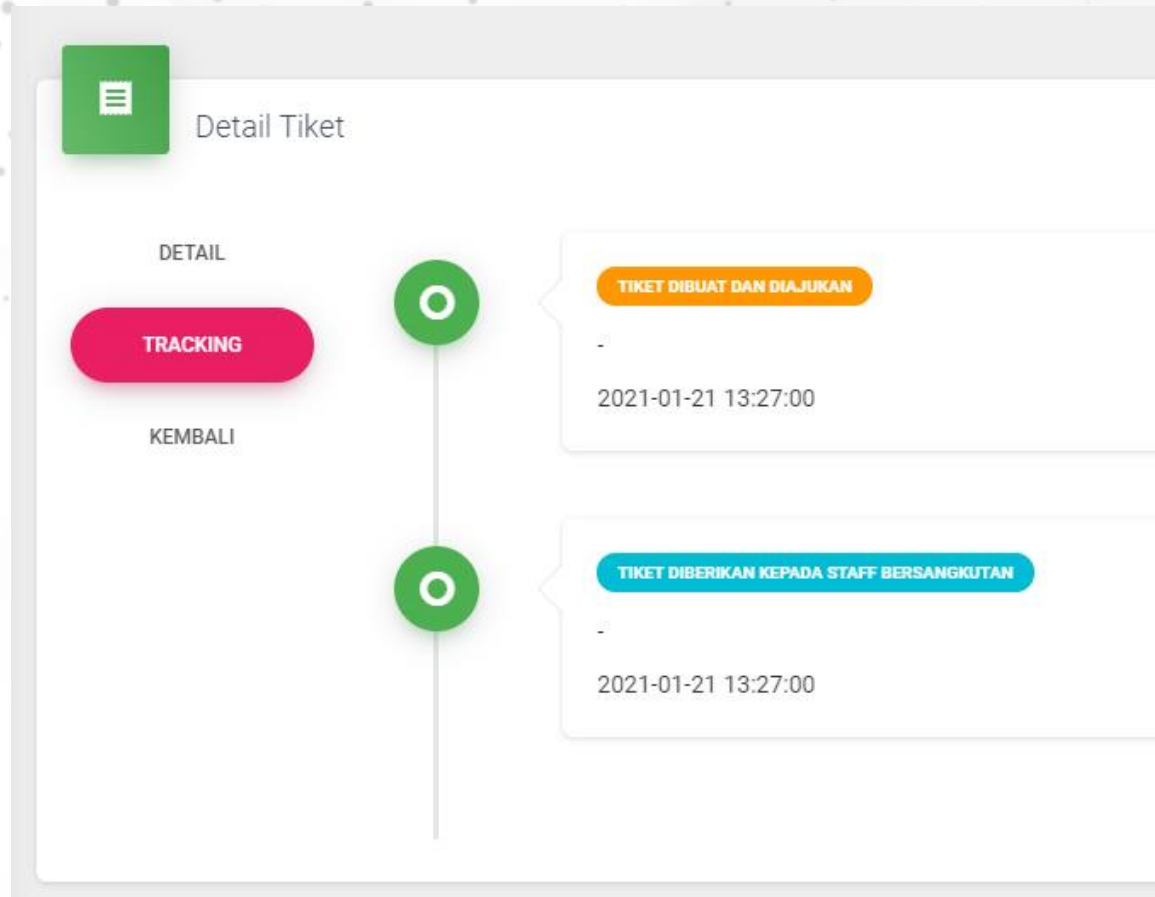 Detail Tiket
DETAIL
TRACKING
KEMBALI
TIKET DIBUAT DAN DIAJUKAN
-
2021-01-21 13:27:00
TIKET DIBERIKAN KEPADA STAFF BERSANGKUTAN
-
2021-01-21 13:27:00